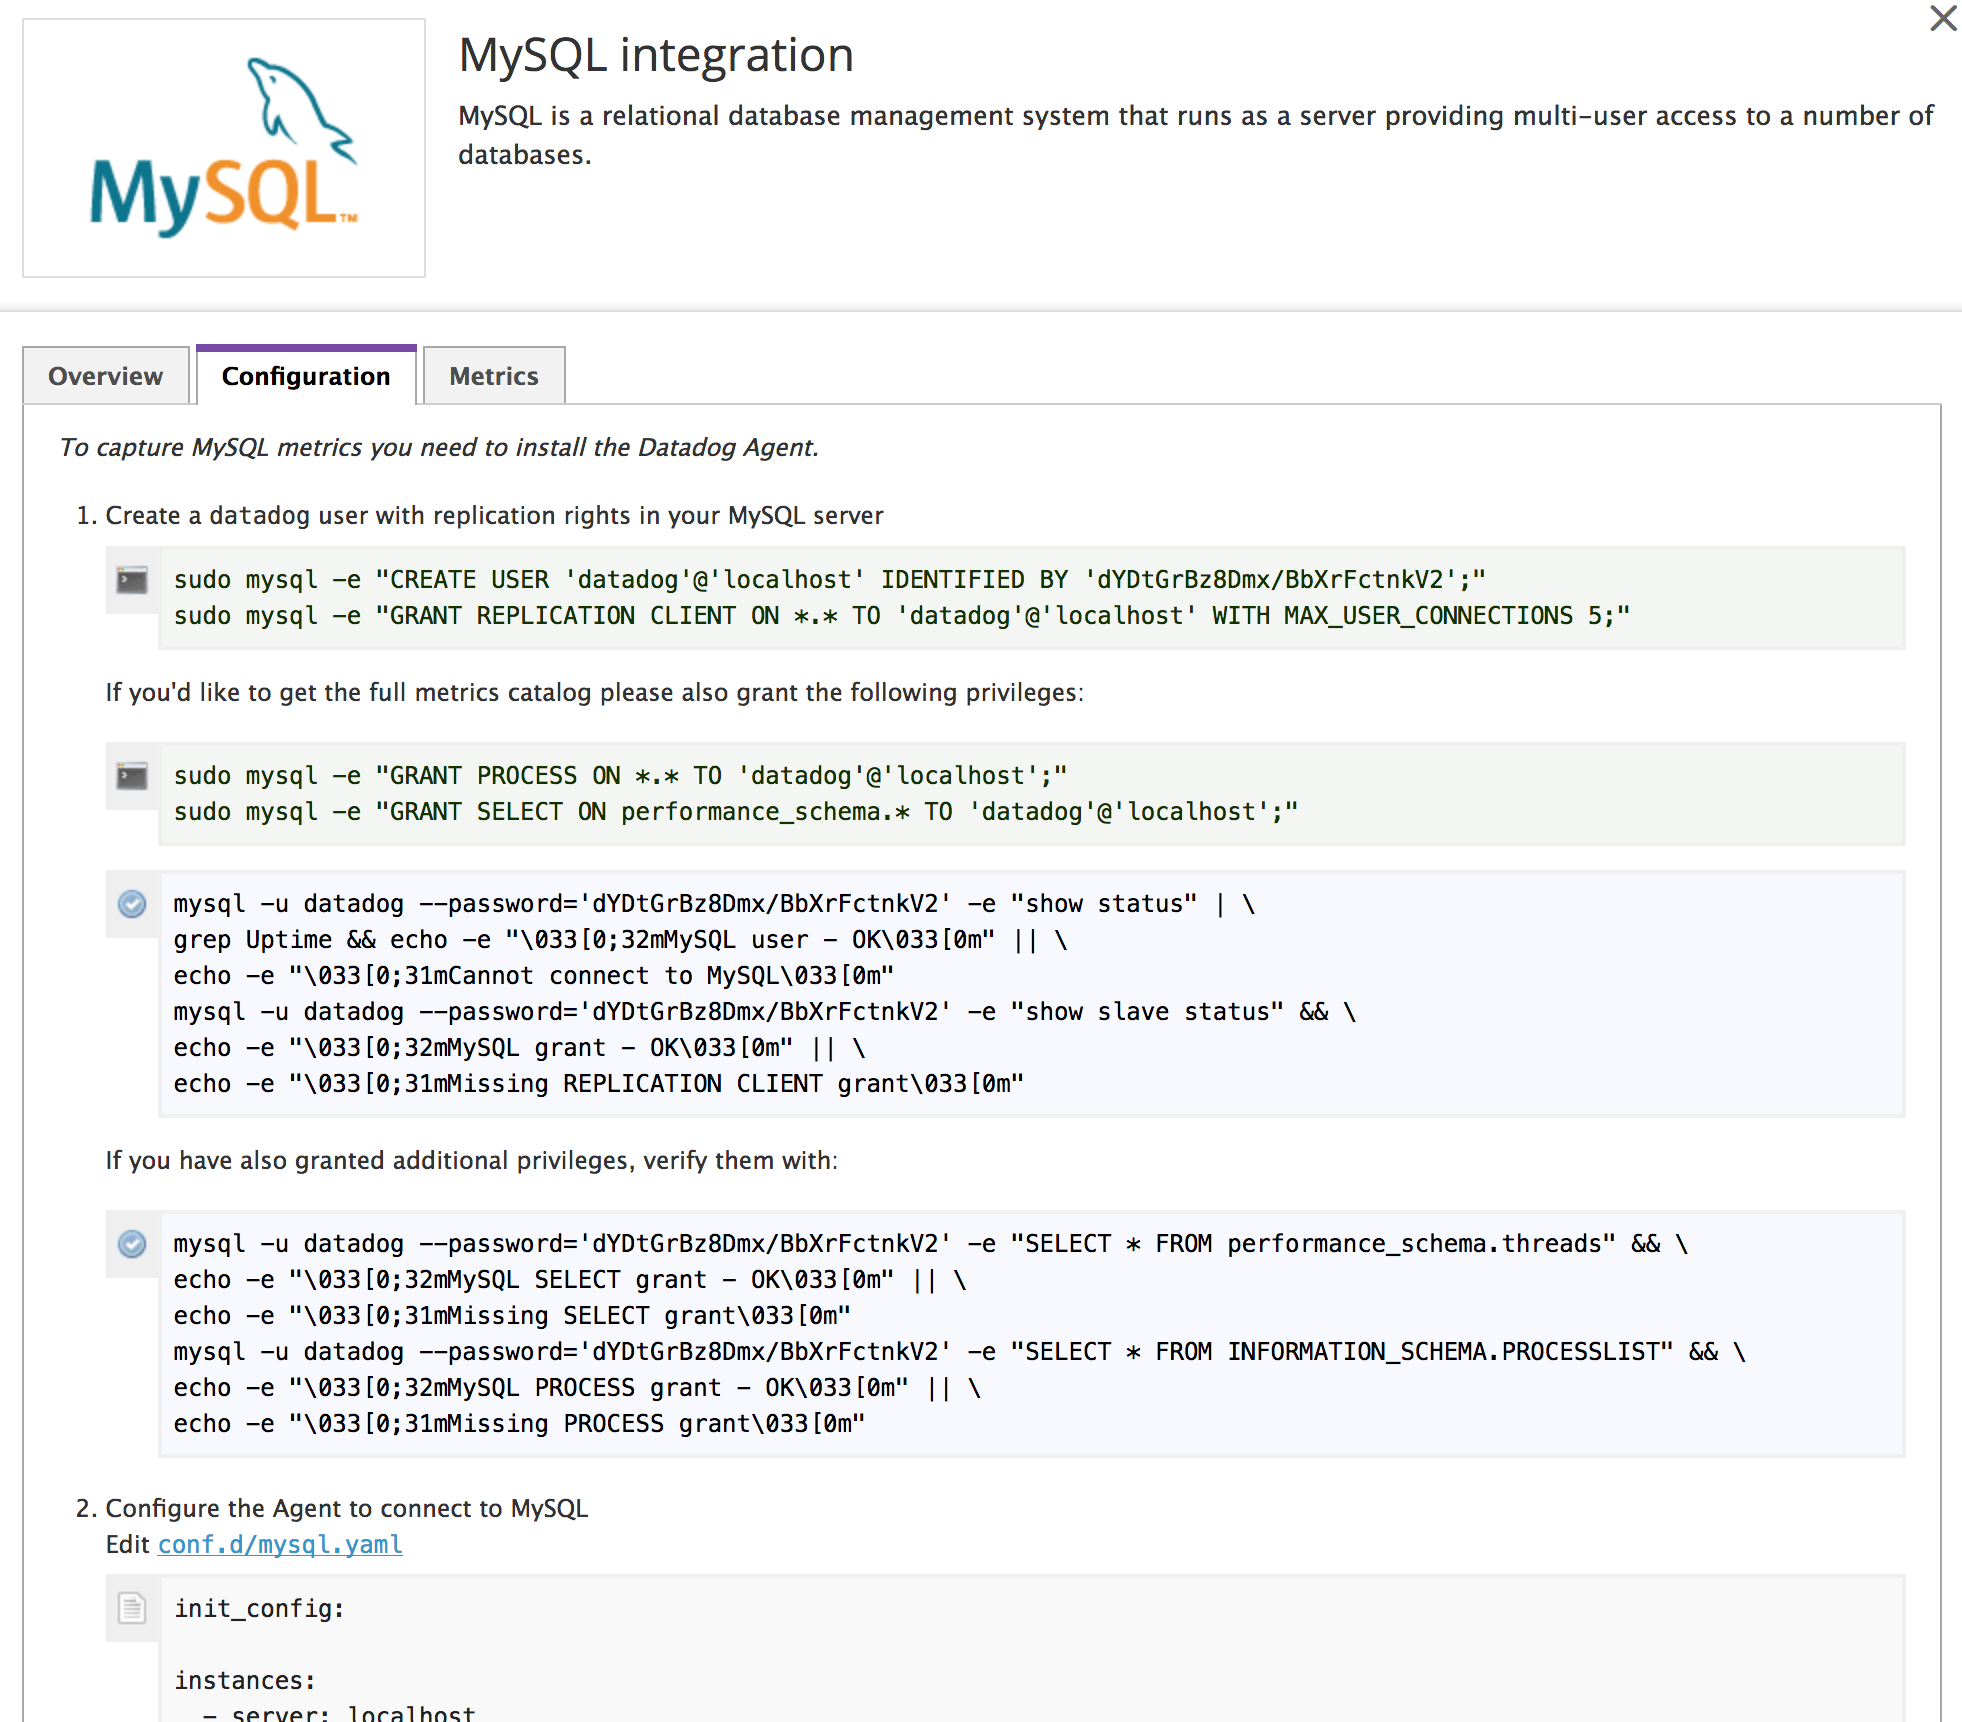 MySQL™
MySQL integration
MySQL is a relational database management system that runs as a server providing multi-user access to a number of
databases.
Overview
Configuration
Metrics
To capture MySQL metrics you need to install the Datadog Agent.
1. Create a datadog user with replication rights in your MySQL server
sudo mysql -e "CREATE USER 'datadog'@'localhost' IDENTIFIED BY 'dYDtGrBz8Dmx/BbXrFctnkV2';"
sudo mysql -e "GRANT REPLICATION CLIENT ON *.* TO 'datadog'@'localhost' WITH MAX_USER_CONNECTIONS 5;"
If you'd like to get the full metrics catalog please also grant the following privileges:
sudo mysql -e "GRANT PROCESS ON *.* TO 'datadog'@'localhost';"
sudo mysql -e "GRANT SELECT ON performance_schema.* TO 'datadog'@'localhost';"
mysql -u datadog --password='dYDtGrBz8Dmx/BbXrFctnkV2' -e "show status" | \
grep Uptime && echo -e "\033[0;32mMySQL user - OK\033[0m" || \
echo -e "\033[0;31mCannot connect to MySQL\033[0m"
mysql -u datadog --password='dYDtGrBz8Dmx/BbXrFctnkV2' -e "show slave status" && \
echo -e "\033[0;32mMySQL grant - OK\033[0m" || \
echo -e "\033[0;31mMissing REPLICATION CLIENT grant\033[0m"
If you have also granted additional privileges, verify them with:
mysql -u datadog --password='dYDtGrBz8Dmx/BbXrFctnkV2' -e "SELECT * FROM performance_schema.threads" && \
echo -e "\033[0;32mMySQL SELECT grant - OK\033[0m" || \
echo -e "\033[0;31mMissing SELECT grant\033[0m"
mysql -u datadog --password='dYDtGrBz8Dmx/BbXrFctnkV2' -e "SELECT * FROM INFORMATION_SCHEMA.PROCESSLIST" && \
echo -e "\033[0;32mMySQL PROCESS grant - OK\033[0m" || \
echo -e "\033[0;31mMissing PROCESS grant\033[0m"
2. Configure the Agent to connect to MySQL
Edit conf.d/mysql.yaml
init_config:
instances:
- server: localhost